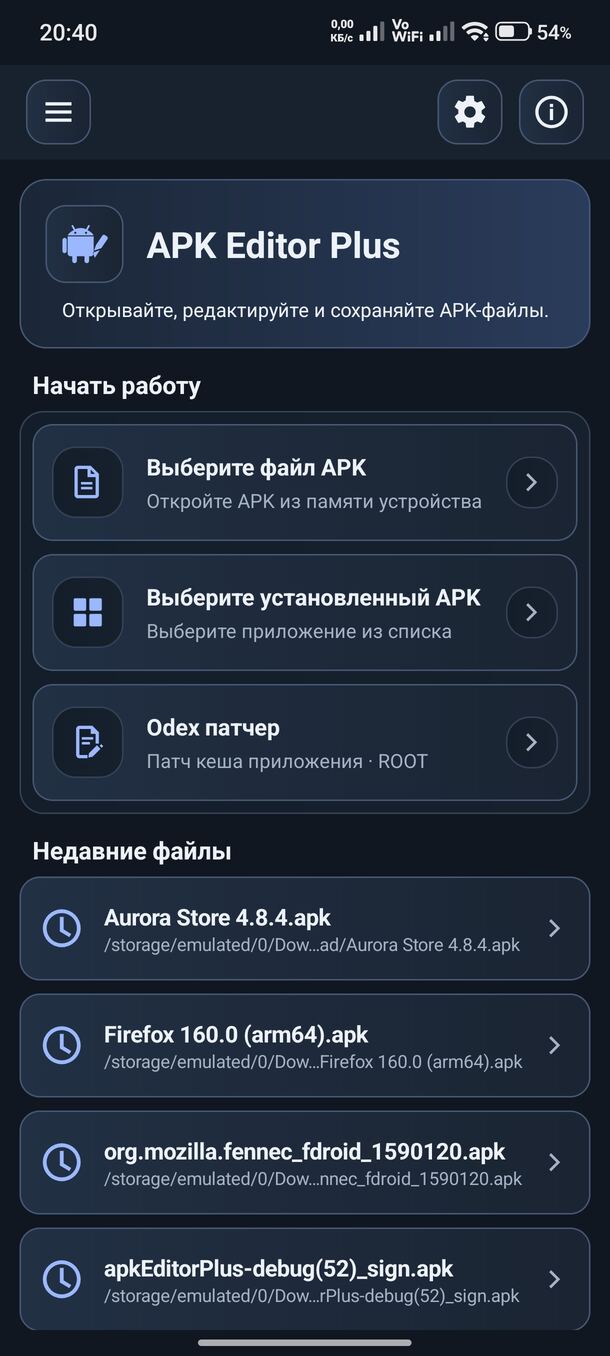 20:40
0,00
КБ/с
Vo
WiFi
54%
APK Editor Plus
Открывайте, редактируйте и сохраняйте APK-файлы.
Начать работу
Выберите файл APK
Откройте APK из памяти устройства
Выберите установленный APK
Выберите приложение из списка
Odex патчер
Патч кеша приложения · ROOT
Недавние файлы
Aurora Store 4.8.4.apk
/storage/emulated/0/Dow...ad/Aurora Store 4.8.4.apk
Firefox 160.0 (arm64).apk
/storage/emulated/0/Dow...Firefox 160.0 (arm64).apk
org.mozilla.fennec_fdroid_1590120.apk
/storage/emulated/0/Dow...nnec_fdroid_1590120.apk
apkEditorPlus-debug(52)_sign.apk
/storage/emulated/0/Dow...rPlus-debug(52)_sign.apk